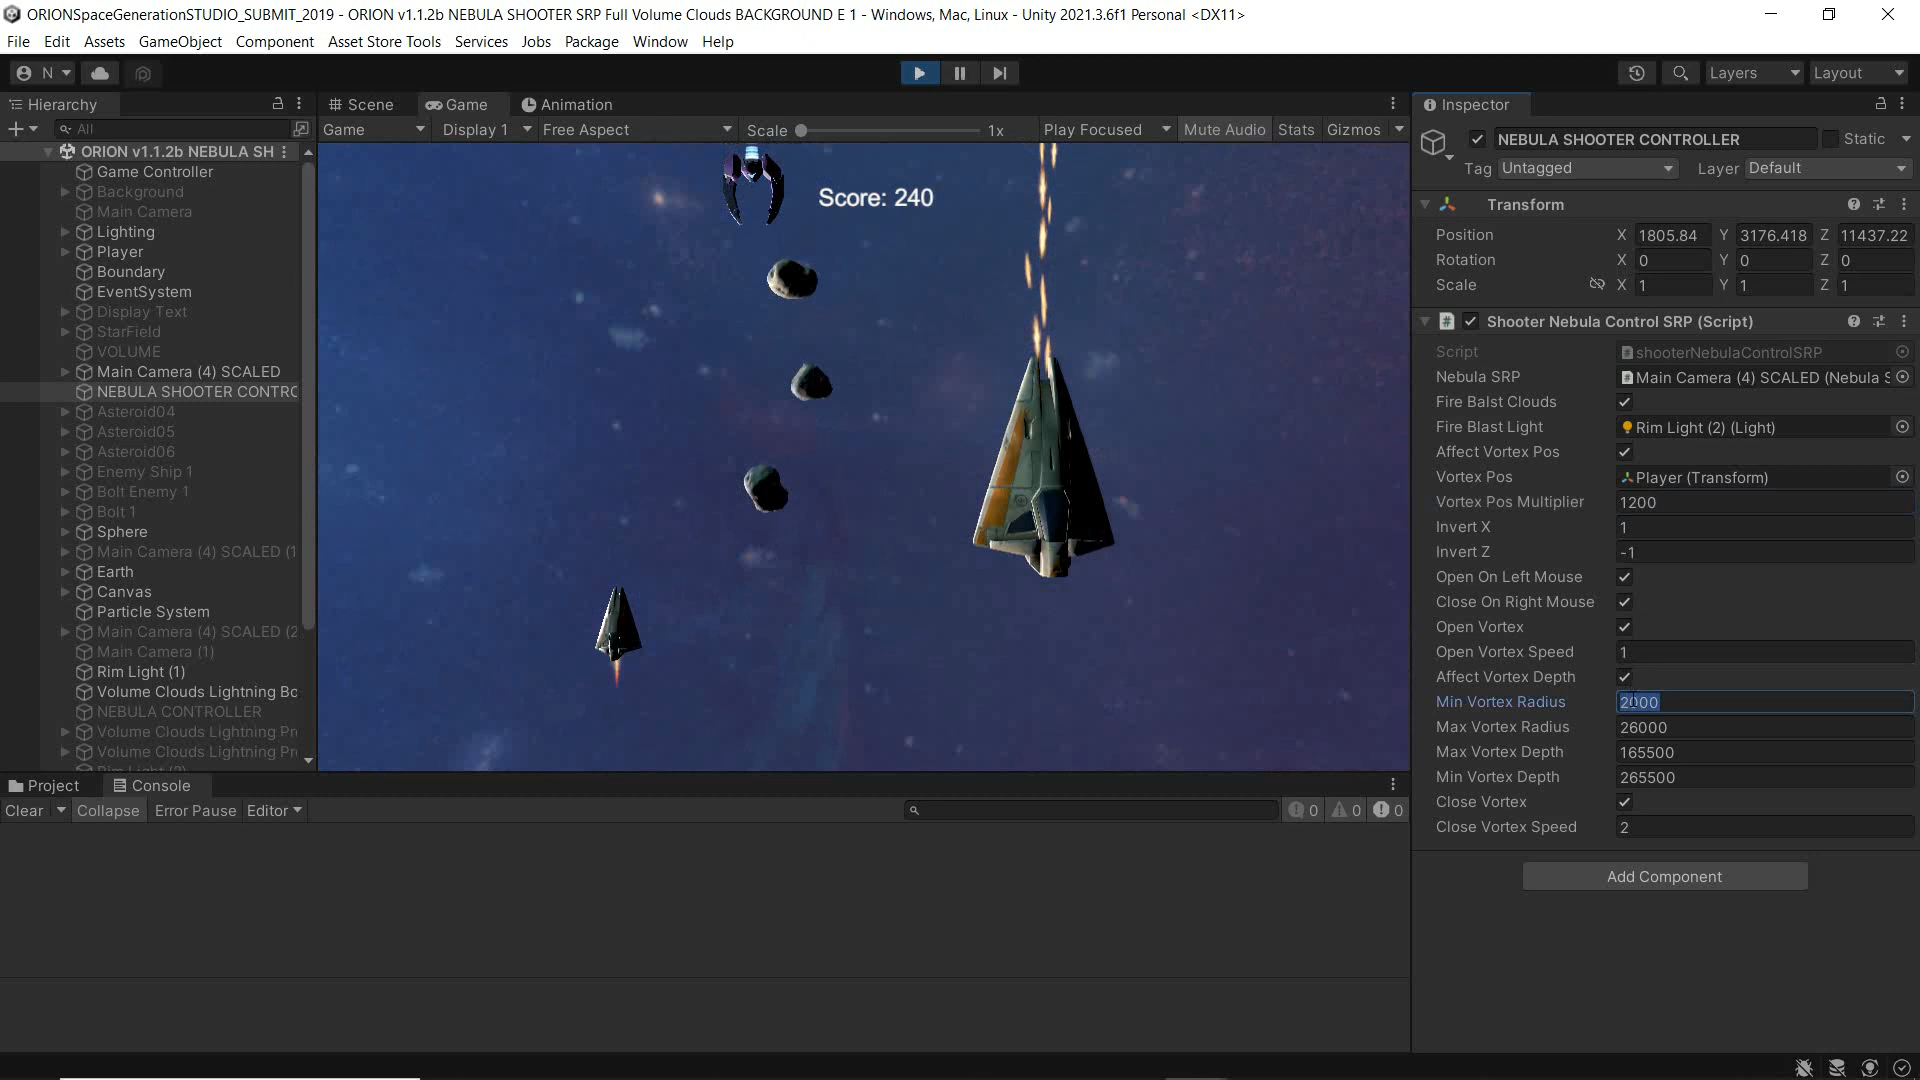 ORIONSpaceGenerationSTUDIO_SUBMIT_2019 - ORION v1.1.2b NEBULA SHOOTER SRP Full Volume Clouds BACKGROUND E 1 - Windows, Mac, Linux - Unity 2021.3.6f1 Personal <DX11>
File Edit Assets GameObject Component Asset Store Tools Services Jobs Package Window Help
N Layers Layout
Hierarchy
All
ORION v1.1.2b NEBULA SH
Game Controller
Background
Main Camera
Lighting
Player
Boundary
EventSystem
Display Text
StarField
VOLUME
Main Camera (4) SCALED
NEBULA SHOOTER CONTRO
Asteroid04
Asteroid05
Asteroid06
Enemy Ship 1
Bolt Enemy 1
Bolt 1
Sphere
Main Camera (4) SCALED (1
Earth
Canvas
Particle System
Main Camera (4) SCALED (2
Main Camera (1)
Rim Light (1)
Volume Clouds Lightning Bo
NEBULA CONTROLLER
Volume Clouds Lightning Pr
Volume Clouds Lightning Pr
Scene Game Animation
Game Display 1 Free Aspect Scale 1x Play Focused Mute Audio Stats Gizmos
Score: 240
Inspector
NEBULA SHOOTER CONTROLLER Static
Tag Untagged Layer Default
Transform
Position X 1805.84 Y 3176.418 Z 11437.22
Rotation X 0 Y 0 Z 0
Scale X 1 Y 1 Z 1
# Shooter Nebula Control SRP (Script)
Script shooterNebulaControlSRP
Nebula SRP Main Camera (4) SCALED (Nebula S
Fire Balst Clouds
Fire Blast Light Rim Light (2) (Light)
Affect Vortex Pos
Vortex Pos Player (Transform)
Vortex Pos Multiplier 1200
Invert X 1
Invert Z -1
Open On Left Mouse
Close On Right Mouse
Open Vortex
Open Vortex Speed 1
Affect Vortex Depth
Min Vortex Radius 2000
Max Vortex Radius 26000
Max Vortex Depth 165500
Min Vortex Depth 265500
Close Vortex
Close Vortex Speed 2
Add Component
Project Console
Clear Collapse Error Pause Editor 0 0 0